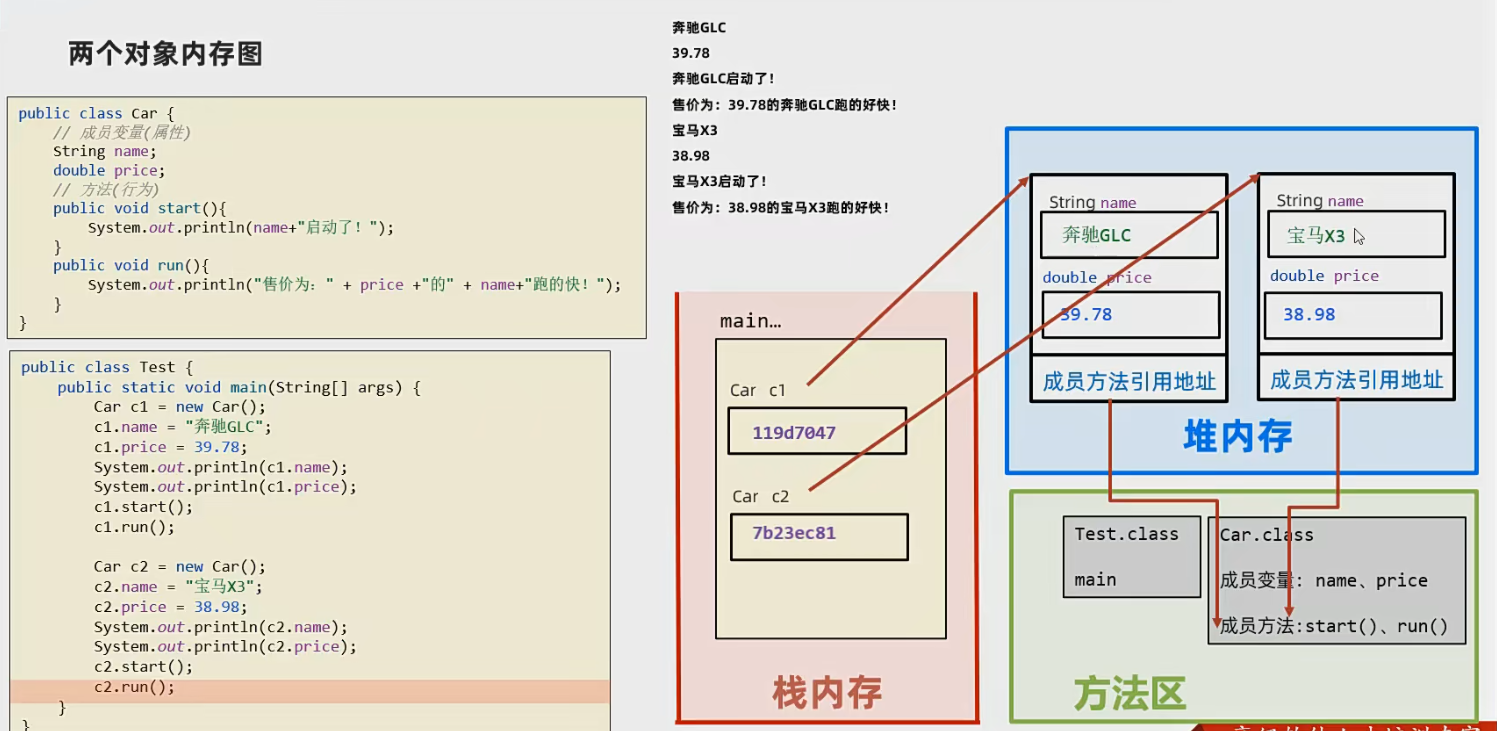 两个对象内存图
public class Car {
// 成员变量(属性)
String name;
double price;
// 方法(行为)
public void start(){
System.out.println(name+"启动了！");
}
public void run(){
System.out.println("售价为：" + price +"的" + name+"跑的快！");
}
}
public class Test {
public static void main(String[] args) {
Car c1 = new Car();
c1.name = "奔驰GLC";
c1.price = 39.78;
System.out.println(c1.name);
System.out.println(c1.price);
c1.start();
c1.run();
Car c2 = new Car();
c2.name = "宝马X3";
c2.price = 38.98;
System.out.println(c2.name);
System.out.println(c2.price);
c2.start();
c2.run();
}
}
奔驰GLC
39.78
奔驰GLC启动了！
售价为：39.78的奔驰GLC跑的好快！
宝马X3
38.98
宝马X3启动了！
售价为：38.98的宝马X3跑的好快！
main…
Car c1
119d7047
Car c2
7b23ec81
栈内存
String name
奔驰GLC
double price
39.78
成员方法引用地址
String name
宝马X3
double price
38.98
成员方法引用地址
堆内存
Test.class
main
Car.class
成员变量：name、price
成员方法:start()、run()
方法区